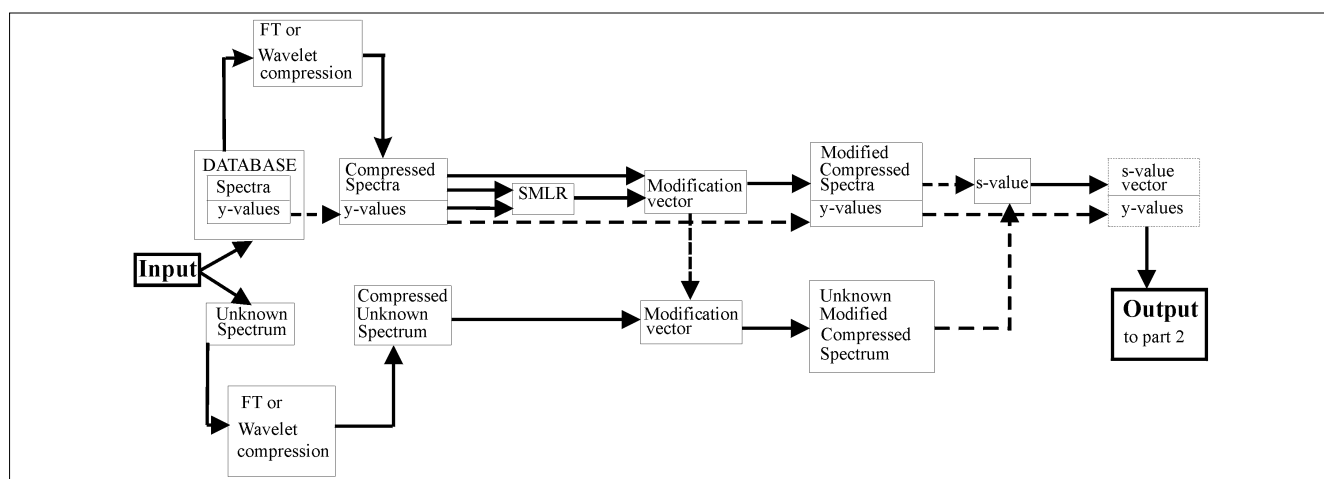 FT or
Wavelet
compression
DATABASE
Spectra
y-values
Compressed
Spectra
y-values
SMLR
Modification
vector
Modified
Compressed
Spectra
y-values
s-value
s-value
vector
y-values
Input
Unknown
Spectrum
Compressed
Unknown
Spectrum
Modification
vector
Unknown
Modified
Compressed
Spectrum
Output
to part 2
FT or
Wavelet
compression